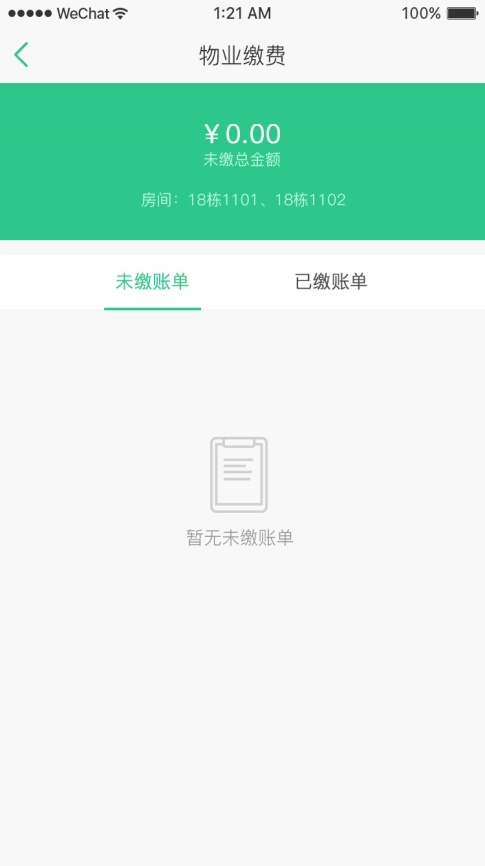 WeChat 1:21 AM 100%
物业缴费
¥ 0.00
未缴总金额
房间：18栋1101、18栋1102
未缴账单 已缴账单
暂无未缴账单